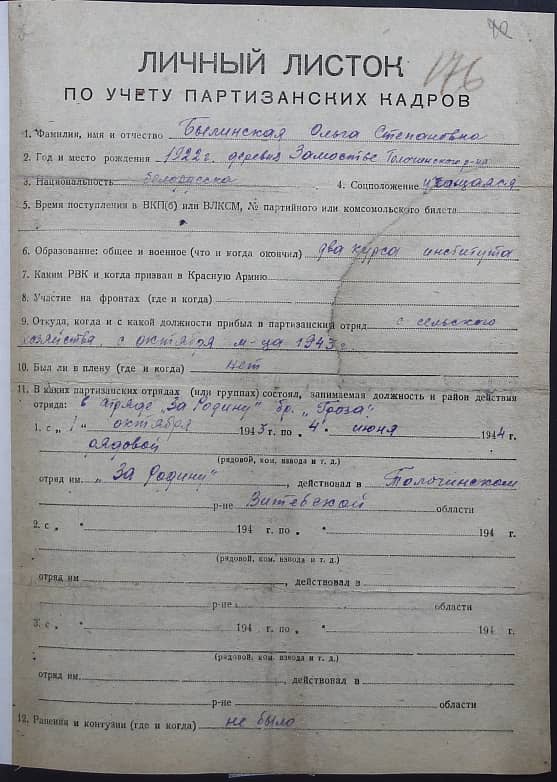 92
176
ЛИЧНЫЙ ЛИСТОК
ПО УЧЕТУ ПАРТИЗАНСКИХ КАДРОВ
1. Фамилия, имя и отчество Былинская Ольга Степановна
2. Год и место рождения 1922 г. деревня Замостье Толочинского р-на
3. Национальность белорусска 4. Соцположение учащаяся
5. Время поступления в ВКП(б) или ВЛКСМ, № партийного или комсомольского билета
6. Образование: общее и военное (что и когда окончил) два курса института
7. Каким РВК и когда призван в Красную Армию
8. Участие на фронтах (где и когда)
9. Откуда, когда и с какой должности прибыл в партизанский отряд с сельского
хозяйства, с октября м-ца 1943 г.
10. Был ли в плену (где и когда) нет
11. В каких партизанских отрядах (или группах) состоял, занимаемая должность и район действия
отряда: в отряде „За Родину" бр. „Гроза".
1. с „ 1 " октября 1943 г. по „ 4 " июня 1944 г.
рядовой
(рядовой, ком. взвода и т. д.)
отряд им. „За Родину" , действовал в Толочинском
р-не Витебской области
2. с „ " 194 г. по „ " 194 г.
(рядовой, ком. взвода и т. д.)
отряд им , действовал в
р-не области
3. с „ " 194 г. по „ " 194 г.
(рядовой, ком. взвода и т. д.)
отряд им. , действовал в
р-не области
12. Ранения и контузии (где и когда) не было